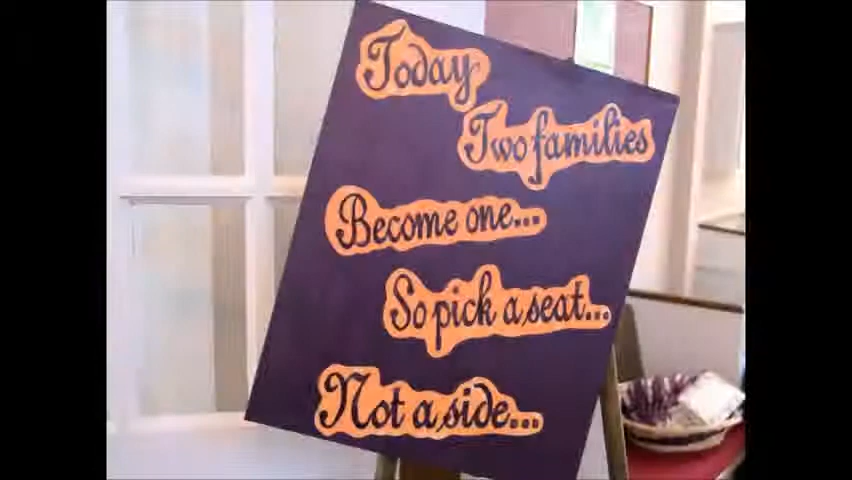 Today
Two families
Become one...
So pick a seat...
Not a side...